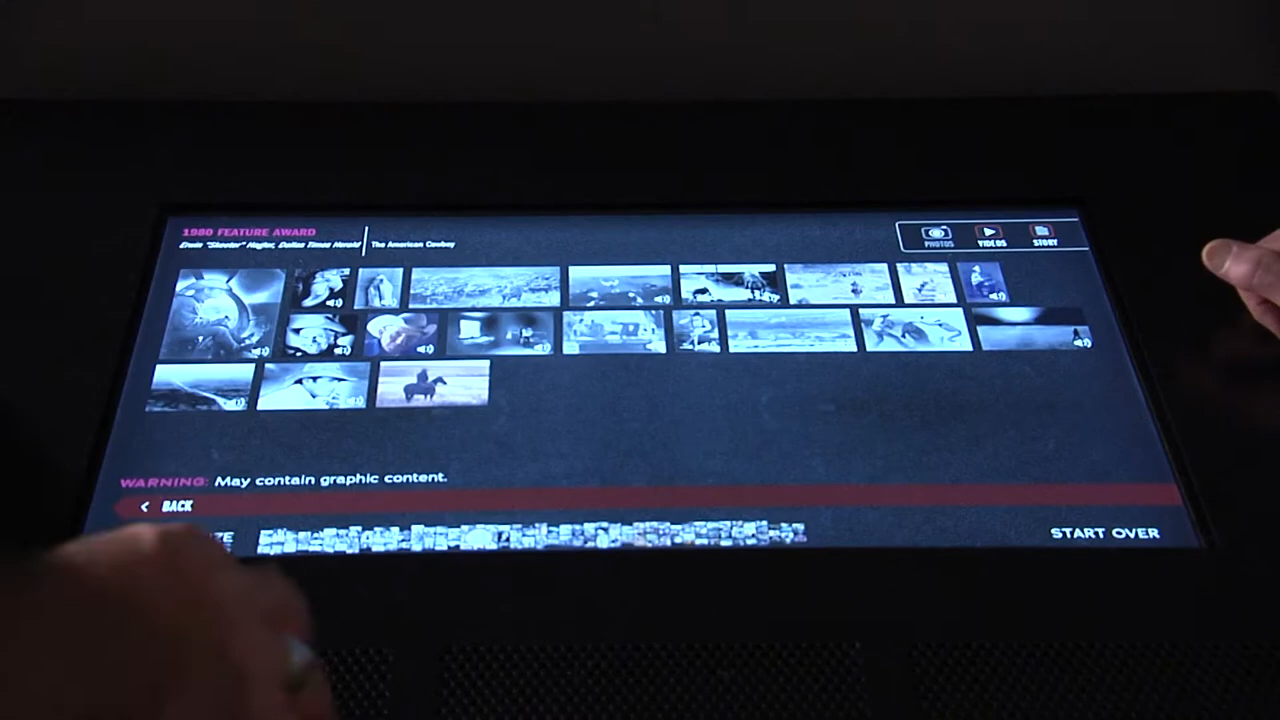 1980 FEATURE AWARD
Erwin "Skeeter" Hagler, Dallas Times Herald
The American Cowboy
PHOTOS
VIDEOS
STORY
WARNING: May contain graphic content.
< BACK
START OVER